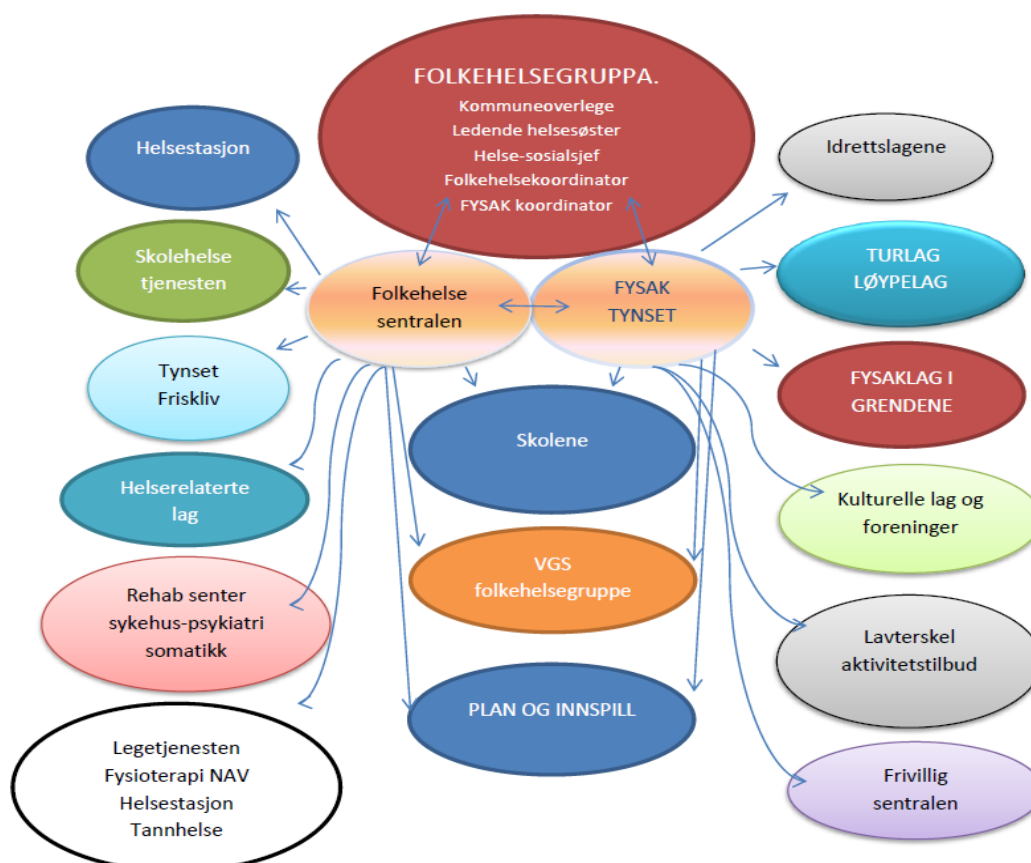 FOLKEHELSEGRUPPA.
Kommuneoverlege
Ledende helsesøster
Helse-sosialsjef
Folkehelsekoordinator
FYSAK koordinator
Helsestasjon
Idrettslagene
Skolehelse
tjenesten
TURLAG
LØYPELAG
Folkehelse
sentralen
FYSAK
TYNSET
Tynset
Friskliv
FYSAKLAG I
GRENDENE
Skolene
Helserelaterte
lag
Kulturelle lag og
foreninger
VGS
folkehelsegruppe
Rehab senter
sykehus-psykiatri
somatikk
Lavterskel
aktivitetstilbud
PLAN OG INNSPILL
Legetjenesten
Fysioterapi NAV
Helsestasjon
Tannhelse
Frivillig
sentralen